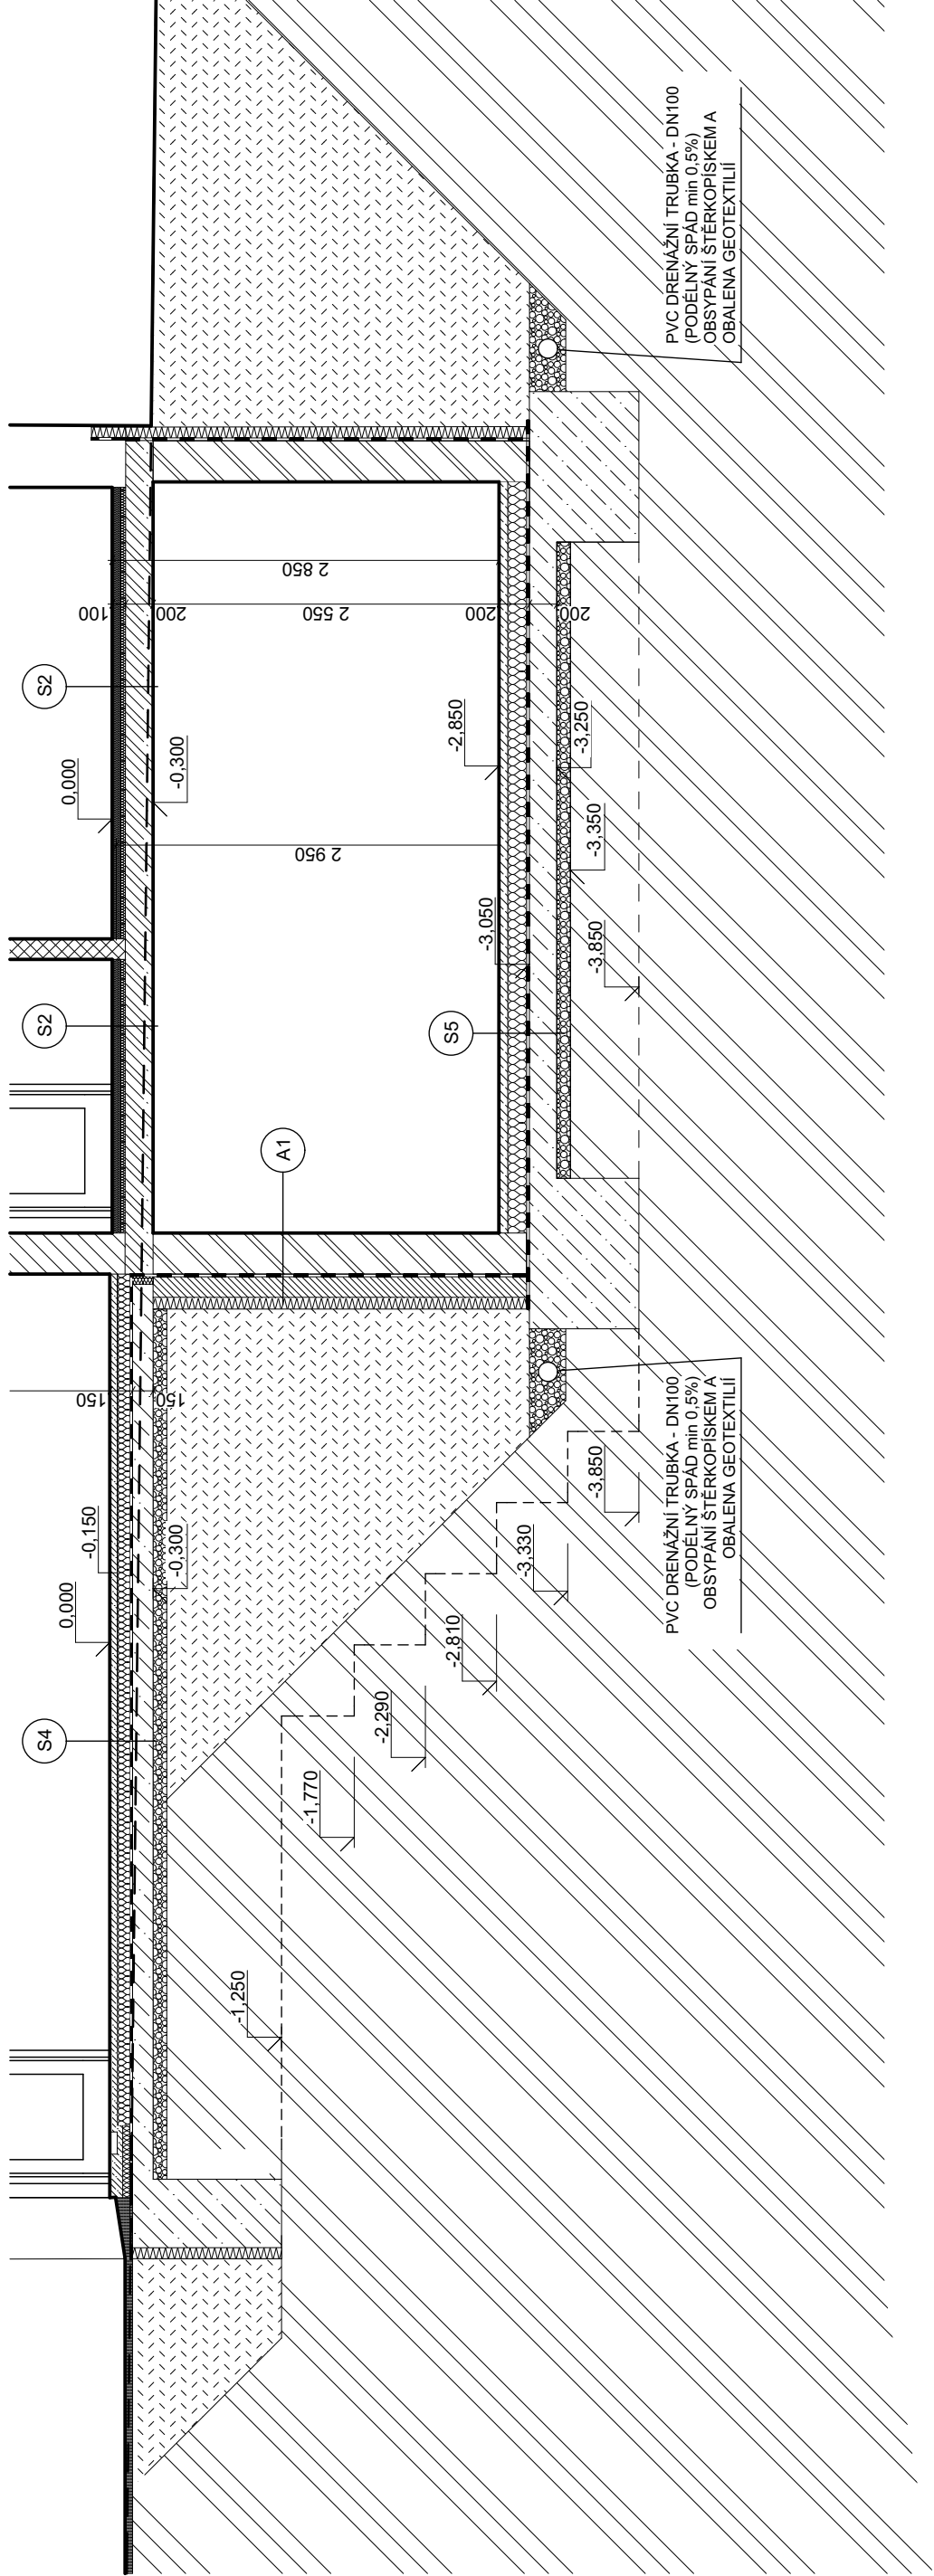 S4
0,000
-0,150
150
150
-0,300
-1,250
-1,770
-2,290
-2,810
-3,330
-3,850
PVC DRENÁŽNÍ TRUBKA - DN100
(PODÉLNÝ SPÁD min 0,5%)
OBSYPÁNÍ ŠTĚRKOPÍSKEM A
OBALENA GEOTEXTILIÍ
A1
S2
S2
0,000
-0,300
100
200
2 550
200
200
2 850
2 950
-2,850
-3,050
S5
-3,250
-3,350
-3,850
PVC DRENÁŽNÍ TRUBKA - DN100
(PODÉLNÝ SPÁD min 0,5%)
OBSYPÁNÍ ŠTĚRKOPÍSKEM A
OBALENA GEOTEXTILIÍ